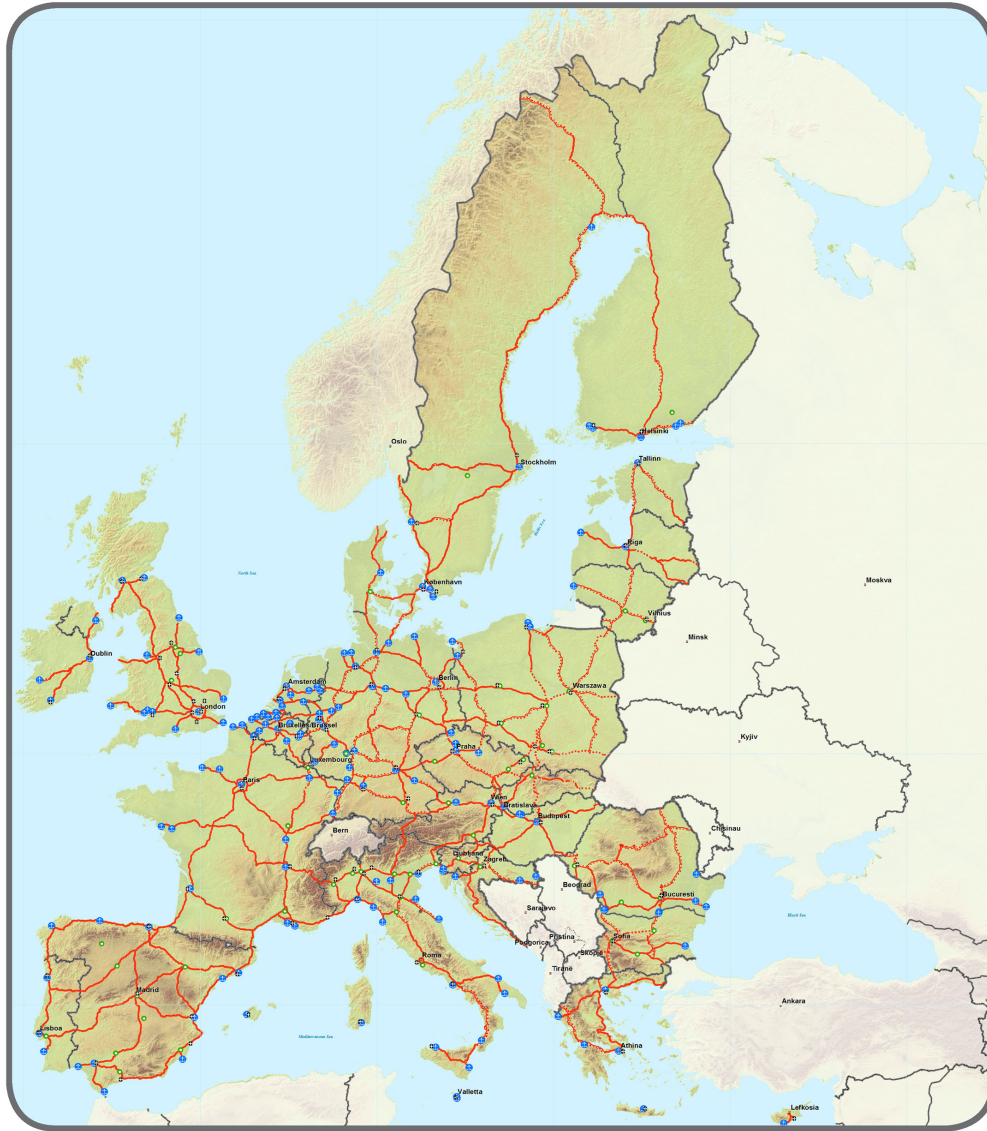 Oslo
Helsinki
Tallinn
Stockholm
Baltic Sea
Riga
North Sea
København
Moskva
Vilnius
Minsk
Dublin
Amsterdam
Berlin
Warszawa
London
Bruxelles/Brussel
Kyjiv
Praha
Luxembourg
Paris
Wien
Bratislava
Budapest
Chisinau
Bern
Ljubljana
Zagreb
Beograd
Bucuresti
Sarajevo
Black Sea
Pristina
Sofia
Podgorica
Skopje
Roma
Tiranë
Madrid
Ankara
Lisboa
Mediterranean Sea
Athina
Valletta
Lefkosia